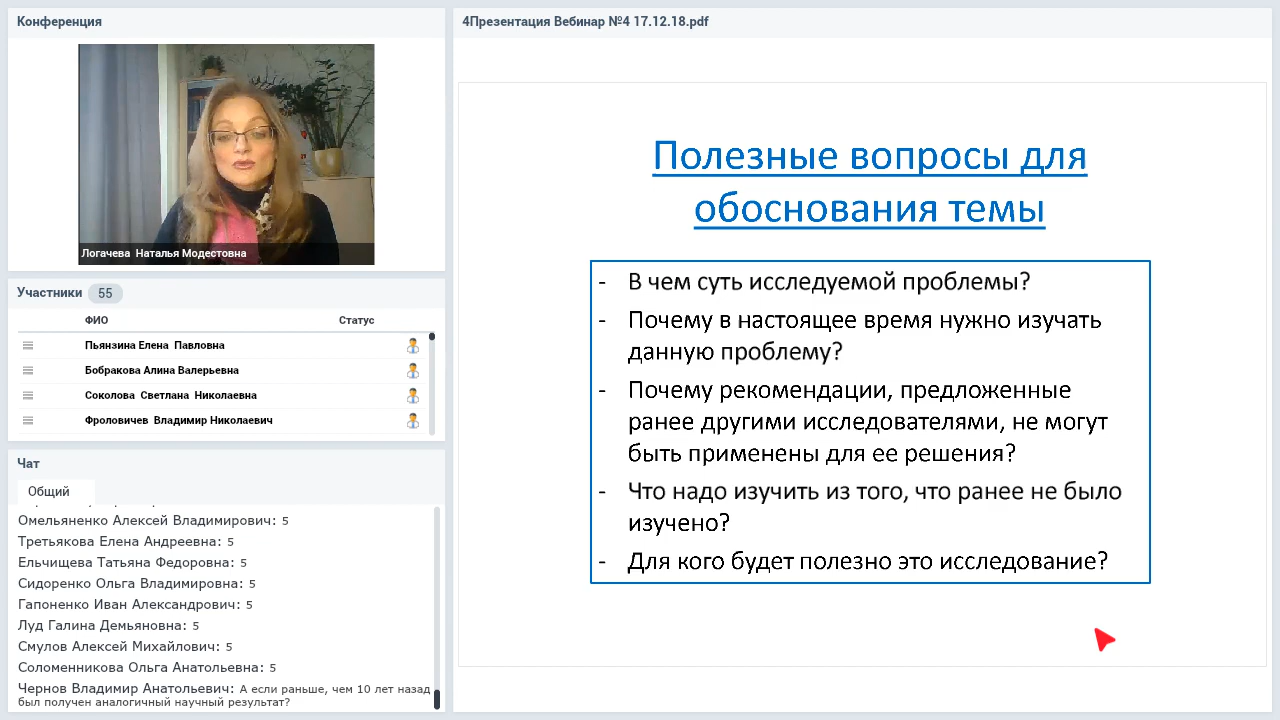 Конференция
Логачева Наталья Модестовна
Участники 55
ФИО Статус
Пьянзина Елена Павловна
Бобракова Алина Валерьевна
Соколова Светлана Николаевна
Фроловичев Владимир Николаевич
Чат
Общий
Омельяненко Алексей Владимирович: 5
Третьякова Елена Андреевна: 5
Ельчищева Татьяна Федоровна: 5
Сидоренко Ольга Владимировна: 5
Гапоненко Иван Александрович: 5
Луд Галина Демьяновна: 5
Смулов Алексей Михайлович: 5
Соломенникова Ольга Анатольевна: 5
Чернов Владимир Анатольевич: А если раньше, чем 10 лет назад
был получен аналогичный научный результат?
4Презентация Вебинар №4 17.12.18.pdf
Полезные вопросы для
обоснования темы
- В чем суть исследуемой проблемы?
- Почему в настоящее время нужно изучать
данную проблему?
- Почему рекомендации, предложенные
ранее другими исследователями, не могут
быть применены для ее решения?
- Что надо изучить из того, что ранее не было
изучено?
- Для кого будет полезно это исследование?